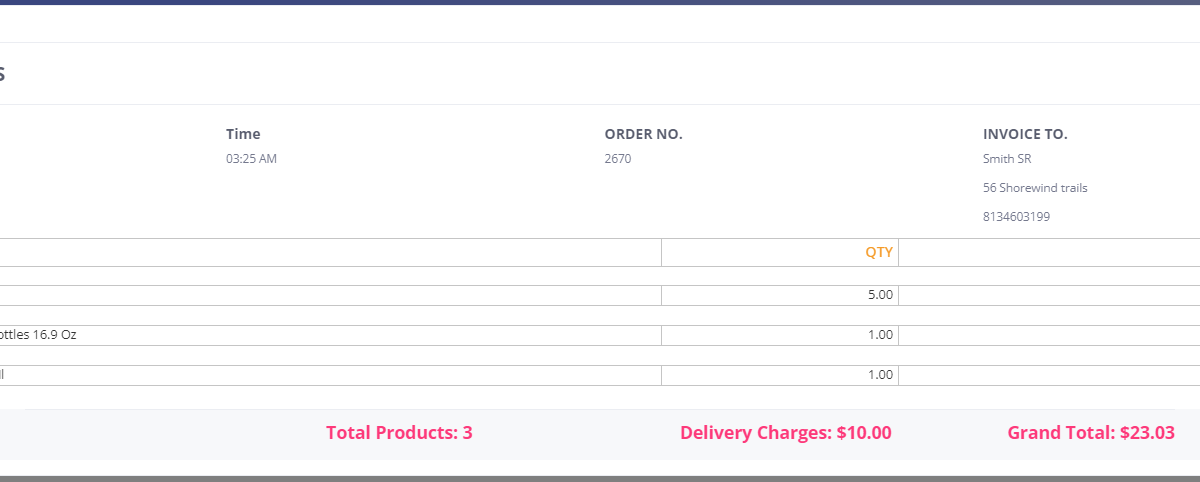 Time
ORDER NO.
INVOICE TO.
03:25 AM
2670
Smith SR
56 Shorewind trails
8134603199
QTY
5.00
16.9 Oz
1.00
1.00
Total Products: 3
Delivery Charges: $10.00
Grand Total: $23.03